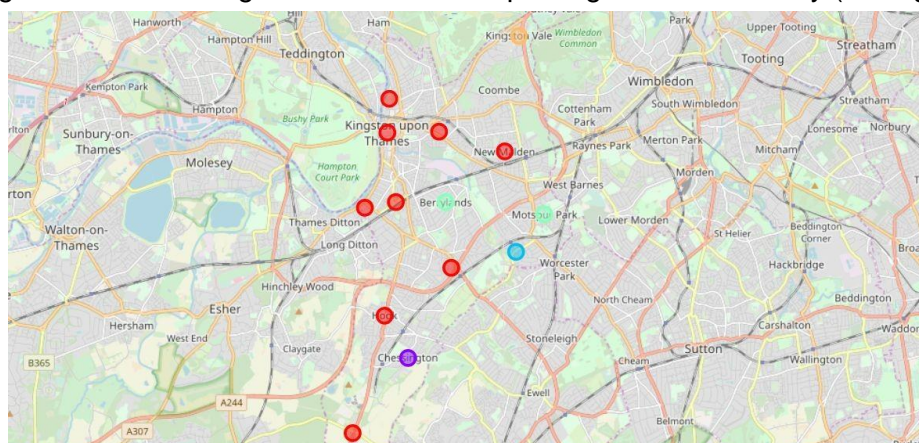 Hanworth
Ham
Kingston Vale
Wimbledon
Common
Park
Upper Tooting
Hampton Hill
Teddington
Streatham
Tooting
Kempton Park
Coombe
Wimbledon
Hampton
Cottenham
Park
South Wimbledon
Streatham
Bushy Park
Sunbury-on-
Thames
Kingston upon
Thames
Lonesome
Norbury
Merton Park
Mitcham
Raynes Park
New Malden
Molesey
Hampton
Court Park
Morden
West Barnes
Berrylands
Motspur Park
Lower Morden
Thames Ditton
Walton-on-
Thames
Long Ditton
St Helier
Beddington
Corner
Worcester
Park
Hackbridge
Hinchley Wood
North Cheam
Beddington
Esher
Hook
Hersham
West End
Claygate
Stoneleigh
Carshalton
Sutton
Chessington
Cheam
Wallington
B365
Ewell
A244
Belmont
A307